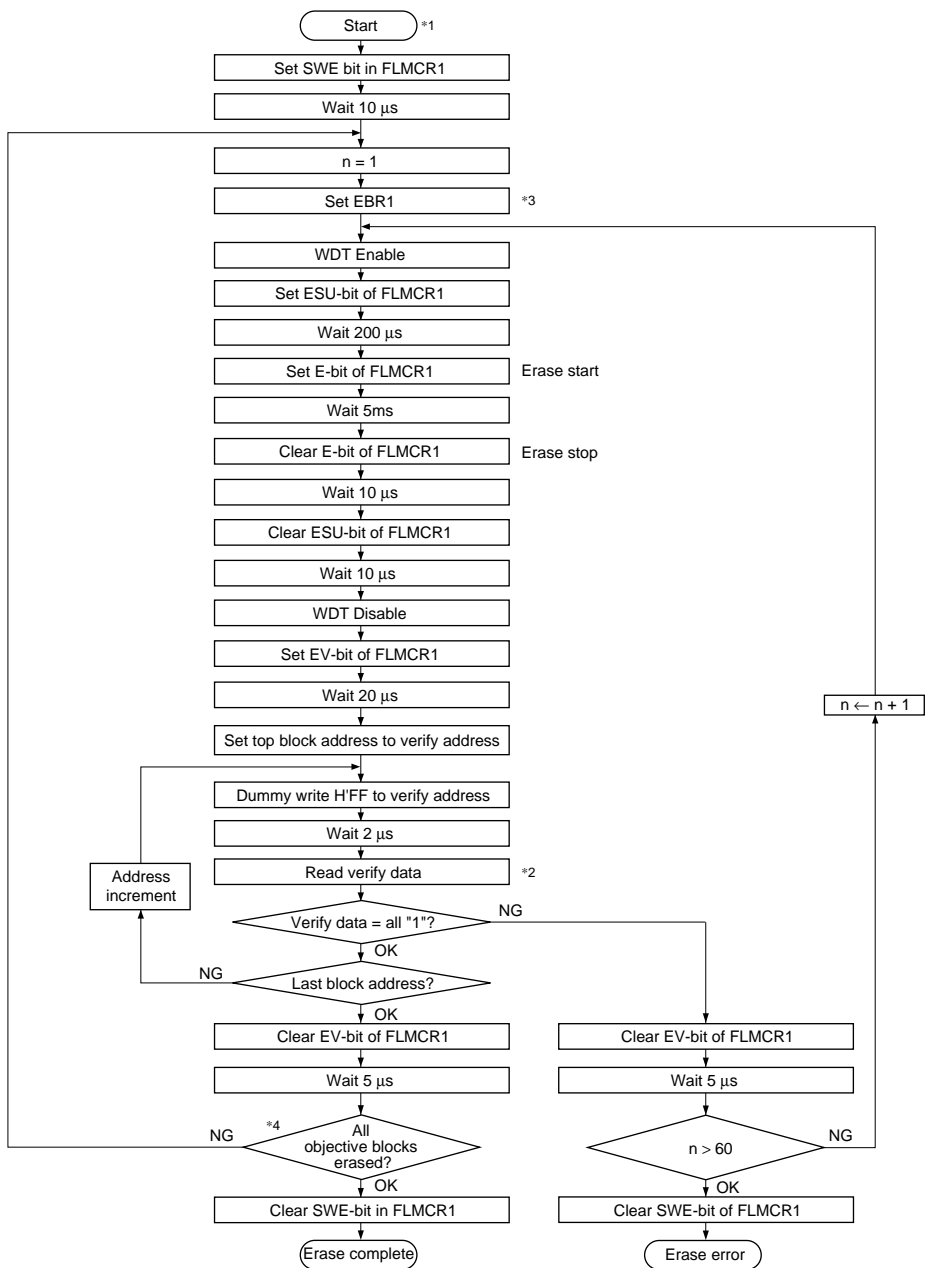 Start *1
Set SWE bit in FLMCR1
Wait 10 μs
n = 1
Set EBR1 *3
WDT Enable
Set ESU-bit of FLMCR1
Wait 200 μs
Set E-bit of FLMCR1 Erase start
Wait 5ms
Clear E-bit of FLMCR1 Erase stop
Wait 10 μs
Clear ESU-bit of FLMCR1
Wait 10 μs
WDT Disable
Set EV-bit of FLMCR1
Wait 20 μs
n ← n + 1
Set top block address to verify address
Dummy write H'FF to verify address
Wait 2 μs
Read verify data *2
Address
increment
Verify data = all "1"?
NG
OK
Last block address?
NG
OK
Clear EV-bit of FLMCR1
Wait 5 μs
*4
All
objective blocks
erased?
NG
OK
Clear SWE-bit in FLMCR1
Erase complete
Clear EV-bit of FLMCR1
Wait 5 μs
n > 60
NG
OK
Clear SWE-bit of FLMCR1
Erase error